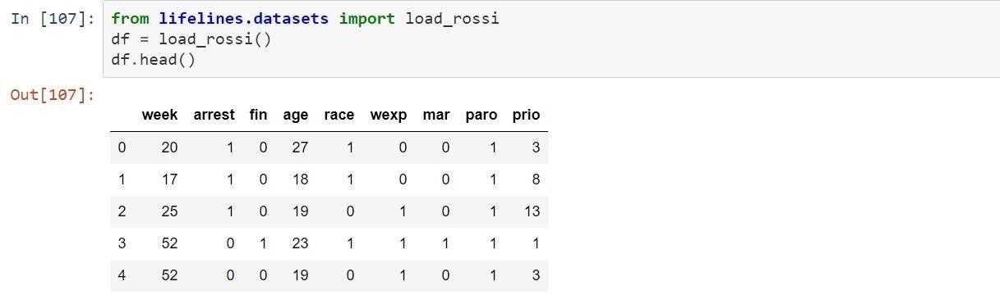 In [107]: from lifelines.datasets import load_rossi
df = load_rossi()
df.head()
Out[107]:
week arrest fin age race wexp mar paro prio
0 20 1 0 27 1 0 0 1 3
1 17 1 0 18 1 0 0 1 8
2 25 1 0 19 0 1 0 1 13
3 52 0 1 23 1 1 1 1 1
4 52 0 0 19 0 1 0 1 3